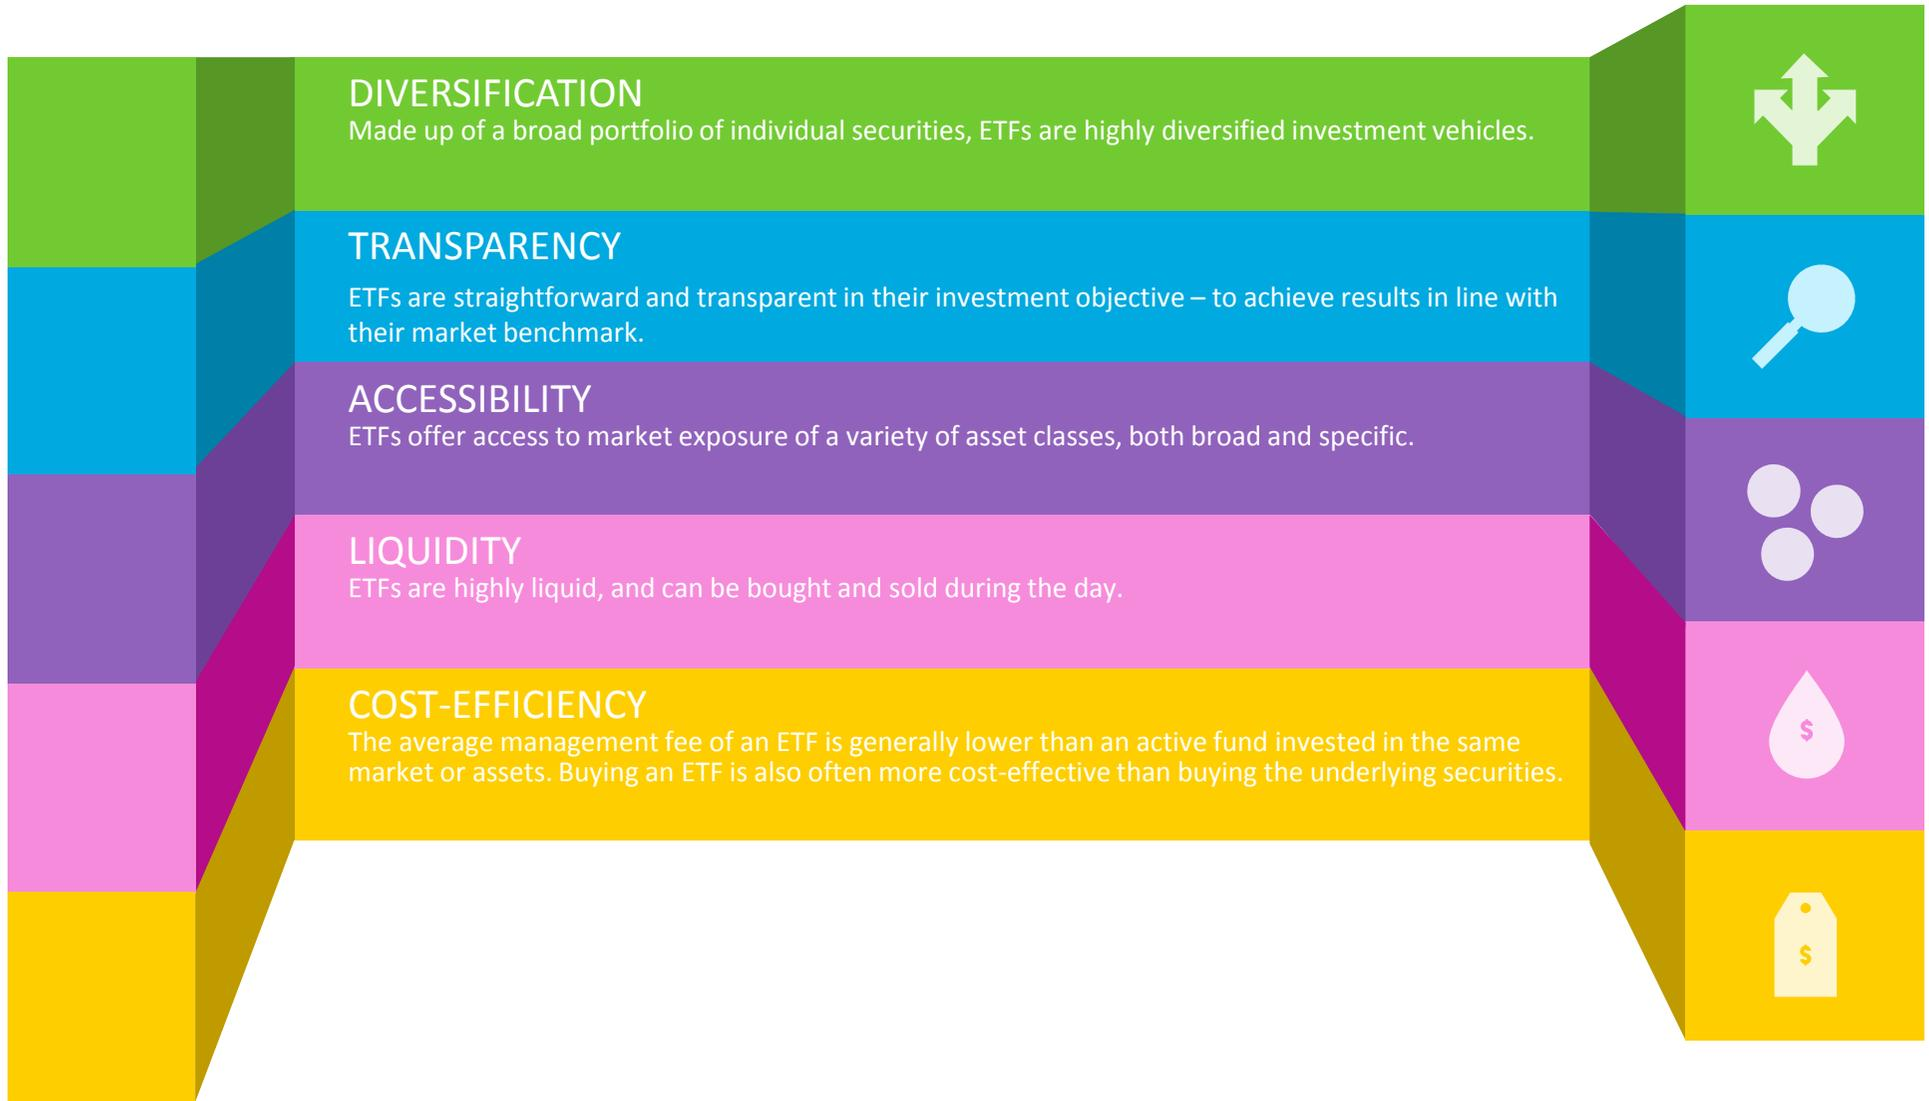 DIVERSIFICATION
Made up of a broad portfolio of individual securities, ETFs are highly diversified investment vehicles.
TRANSPARENCY
ETFs are straightforward and transparent in their investment objective – to achieve results in line with
their market benchmark.
ACCESSIBILITY
ETFs offer access to market exposure of a variety of asset classes, both broad and specific.
LIQUIDITY
ETFs are highly liquid, and can be bought and sold during the day.
$
COST-EFFICIENCY
The average management fee of an ETF is generally lower than an active fund invested in the same
market or assets. Buying an ETF is also often more cost-effective than buying the underlying securities.
$